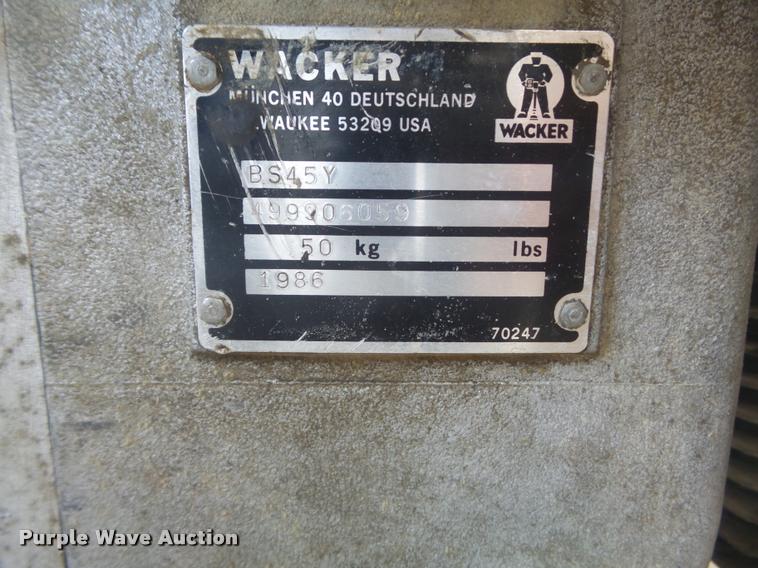 WACKER
MÜNCHEN 40 DEUTSCHLAND
WAUKEE 53209 USA
WACKER
BS45Y
499906059
50 kg lbs
1986
70247
Purple Wave Auction